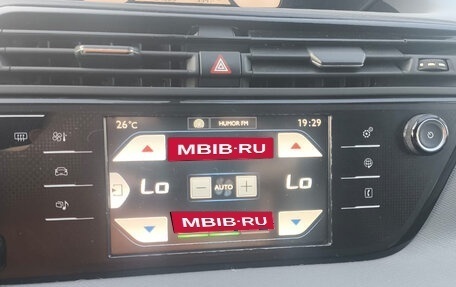 26°C HUMOR FM 19:29
MBIB-RU
Lo − AUTO + Lo
MBIB-RU